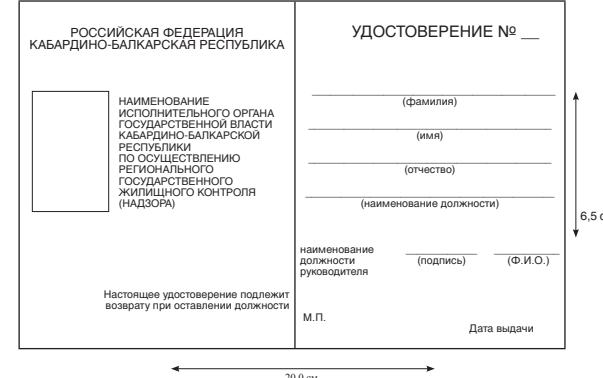 РОССИЙСКАЯ ФЕДЕРАЦИЯ
КАБАРДИНО-БАЛКАРСКАЯ РЕСПУБЛИКА
НАИМЕНОВАНИЕ
ИСПОЛНИТЕЛЬНОГО ОРГАНА
ГОСУДАРСТВЕННОЙ ВЛАСТИ
КАБАРДИНО-БАЛКАРСКОЙ
РЕСПУБЛИКИ
ПО ОСУЩЕСТВЛЕНИЮ
РЕГИОНАЛЬНОГО
ГОСУДАРСТВЕННОГО
ЖИЛИЩНОГО КОНТРОЛЯ
(НАДЗОРА)
Настоящее удостоверение подлежит
возврату при оставлении должности
УДОСТОВЕРЕНИЕ № __
(фамилия)
(имя)
(отчество)
(наименование должности)
наименование
должности
руководителя
(подпись) (Ф.И.О.)
М.П.
Дата выдачи
6,5 с
20,0 см